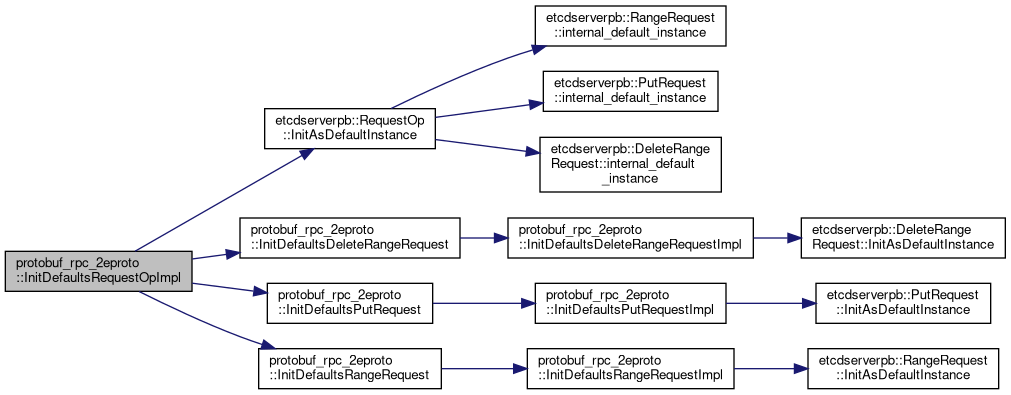 etcdserverpb::RangeRequest
::internal_default_instance
etcdserverpb::PutRequest
::internal_default_instance
etcdserverpb::RequestOp
::InitAsDefaultInstance
etcdserverpb::DeleteRange
Request::internal_default
_instance
protobuf_rpc_2eproto
::InitDefaultsDeleteRangeRequest
protobuf_rpc_2eproto
::InitDefaultsDeleteRangeRequestImpl
etcdserverpb::DeleteRange
Request::InitAsDefaultInstance
protobuf_rpc_2eproto
::InitDefaultsRequestOpImpl
protobuf_rpc_2eproto
::InitDefaultsPutRequest
protobuf_rpc_2eproto
::InitDefaultsPutRequestImpl
etcdserverpb::PutRequest
::InitAsDefaultInstance
protobuf_rpc_2eproto
::InitDefaultsRangeRequest
protobuf_rpc_2eproto
::InitDefaultsRangeRequestImpl
etcdserverpb::RangeRequest
::InitAsDefaultInstance